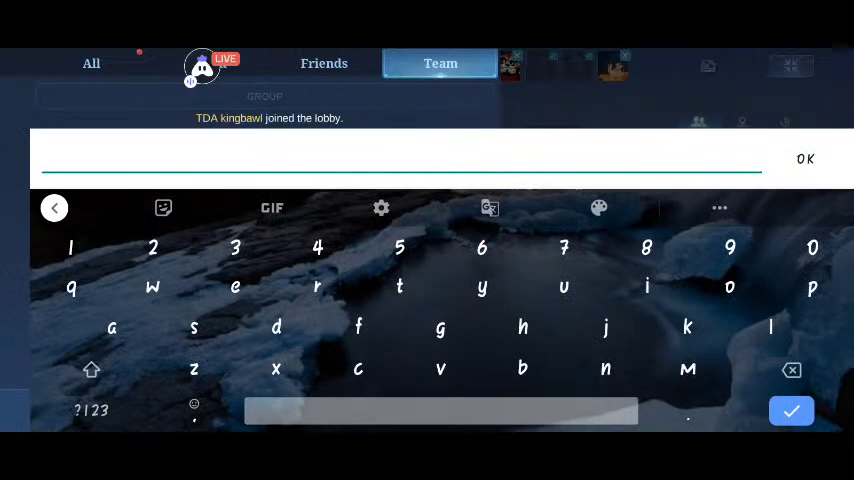 All
LIVE
Friends
Team
GROUP
TDA kingbawl joined the lobby.
OK
GIF
1 2 3 4 5 6 7 8 9 0
q w e r t y u i o p
a s d f g h j k l
z x c v b n m
?123 , .